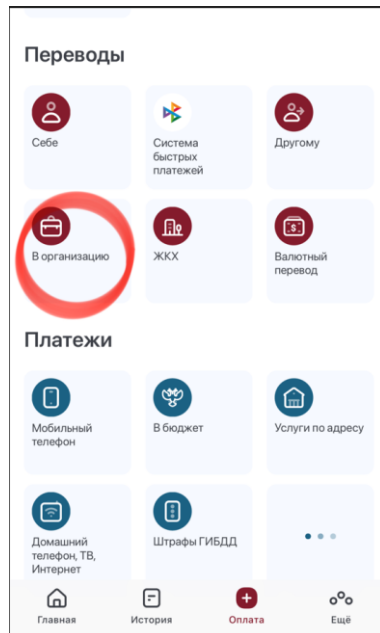 Переводы
Себе
Система
быстрых
платежей
Другому
В организацию
ЖКХ
Валютный
перевод
Платежи
Мобильный
телефон
В бюджет
Услуги по адресу
Домашний
телефон, ТВ,
Интернет
Штрафы ГИБДД
Главная
История
Оплата
Ещё